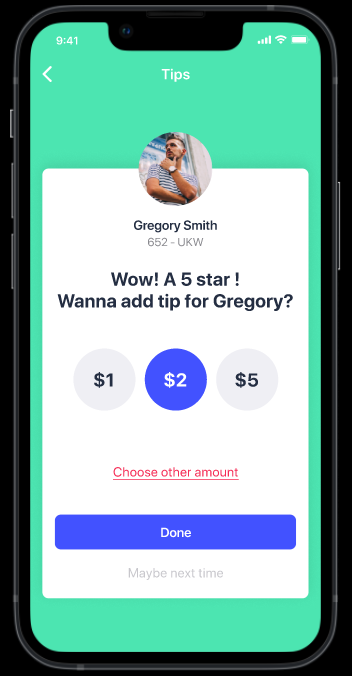 9:41
Tips
Gregory Smith
652 - UKW
Wow! A 5 star !
Wanna add tip for Gregory?
$1 $2 $5
Choose other amount
Done
Maybe next time